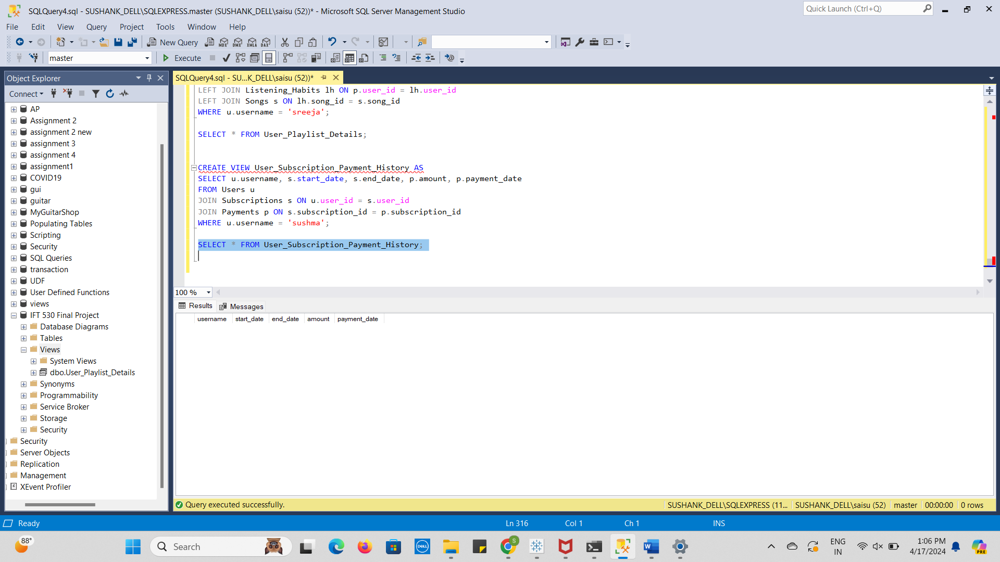 SQLQuery4.sql - SUSHANK_DELL\SQLEXPRESS.master (SUSHANK_DELL\saisu (52))* - Microsoft SQL Server Management Studio
Quick Launch (Ctrl+Q)
File Edit View Query Project Tools Window Help
New Query
MDX DMX XMLA DAX
master
Execute
Object Explorer
SQLQuery4.sql - SU...K_DELL\saisu (52))*
Connect
AP
Assignment 2
assignment 2 new
assignment 3
assignment 4
assignment1
COVID19
gui
guitar
MyGuitarShop
Populating Tables
Scripting
Security
SQL Queries
transaction
UDF
User Defined Functions
views
IFT 530 Final Project
Database Diagrams
Tables
Views
System Views
dbo.User_Playlist_Details
Synonyms
Programmability
Service Broker
Storage
Security
Security
Server Objects
Replication
Management
XEvent Profiler
LEFT JOIN Listening_Habits lh ON p.user_id = lh.user_id
LEFT JOIN Songs s ON lh.song_id = s.song_id
WHERE u.username = 'sreeja';
SELECT * FROM User_Playlist_Details;
CREATE VIEW User_Subscription_Payment_History AS
SELECT u.username, s.start_date, s.end_date, p.amount, p.payment_date
FROM Users u
JOIN Subscriptions s ON u.user_id = s.user_id
JOIN Payments p ON s.subscription_id = p.subscription_id
WHERE u.username = 'sushma';
SELECT * FROM User_Subscription_Payment_History;
100 %
Results Messages
username start_date end_date amount payment_date
Query executed successfully.
SUSHANK_DELL\SQLEXPRESS (11... SUSHANK_DELL\saisu (52) master 00:00:00 0 rows
Ready
Ln 316 Col 1 Ch 1 INS
88°
Search
DELL
S
W
ENG
IN
1:06 PM
4/17/2024
PRE